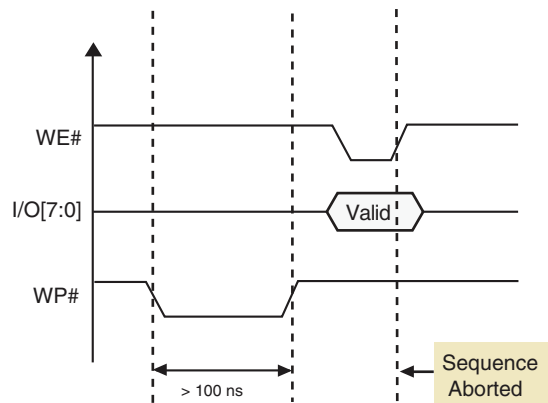 WE#
I/O[7:0]
Valid
WP#
> 100 ns
Sequence
Aborted